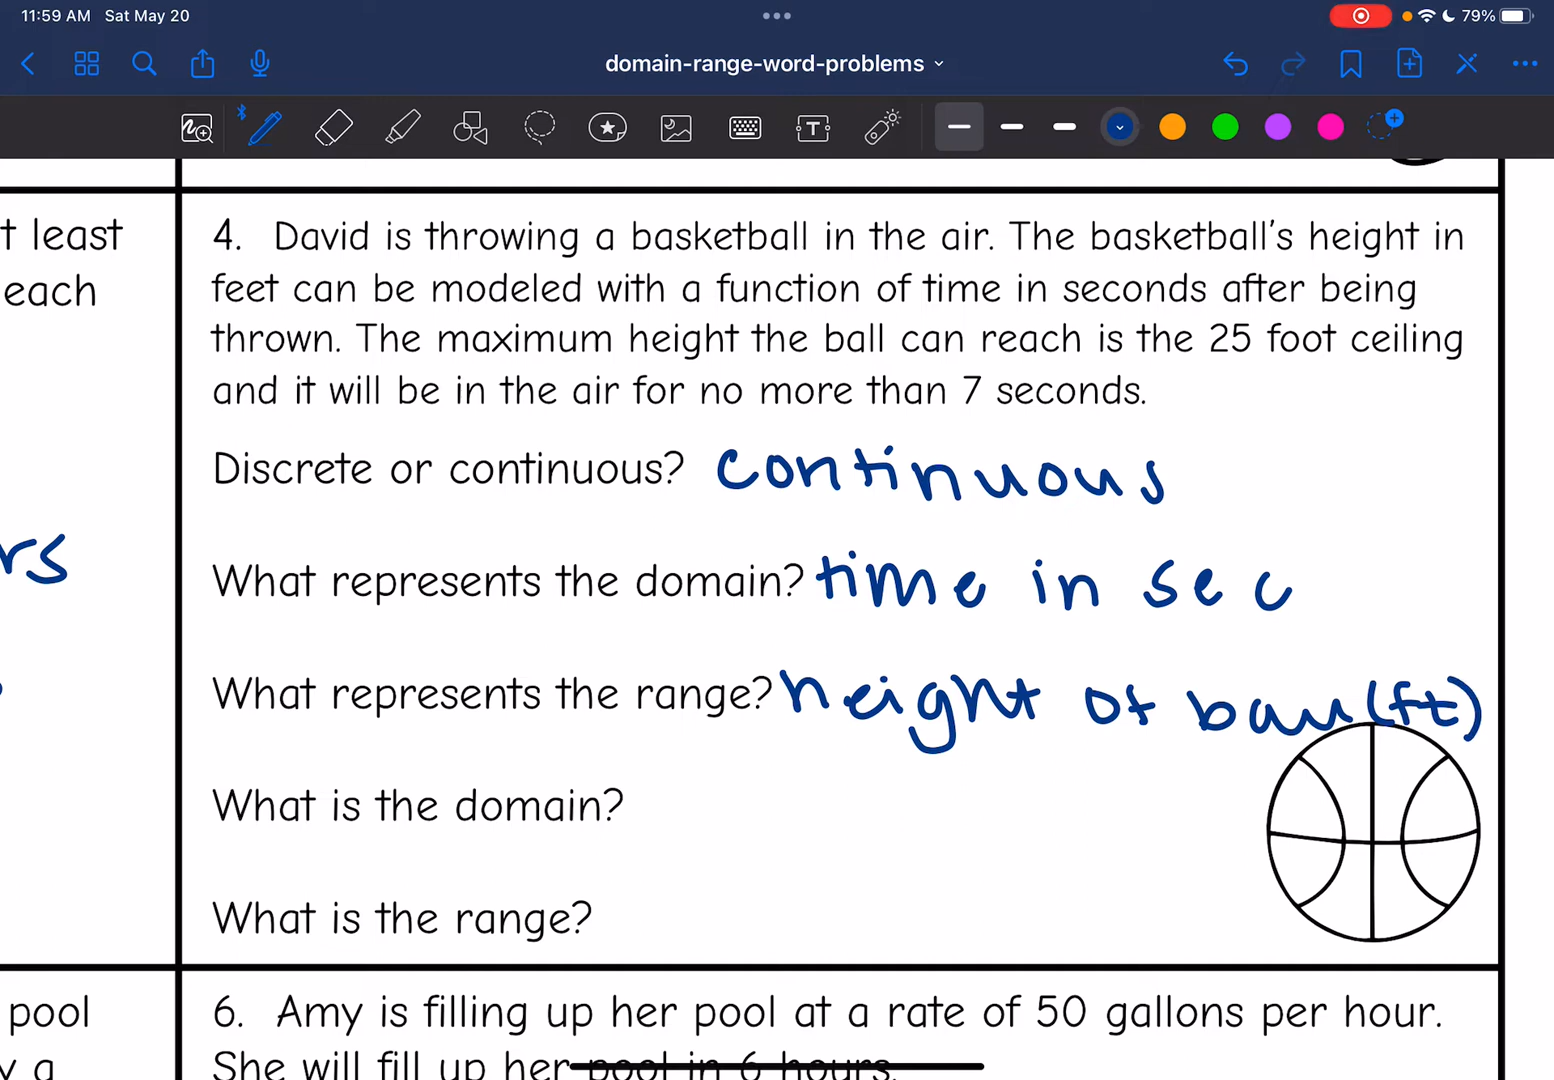 11:59 AM Sat May 20
79%
domain-range-word-problems
t least
each
rs
pool
y a
4. David is throwing a basketball in the air. The basketball's height in
feet can be modeled with a function of time in seconds after being
thrown. The maximum height the ball can reach is the 25 foot ceiling
and it will be in the air for no more than 7 seconds.
Discrete or continuous? continuous
What represents the domain? time in sec
What represents the range? height of ball (ft)
What is the domain?
What is the range?
6. Amy is filling up her pool at a rate of 50 gallons per hour.
She will fill up her pool in 6 hours.